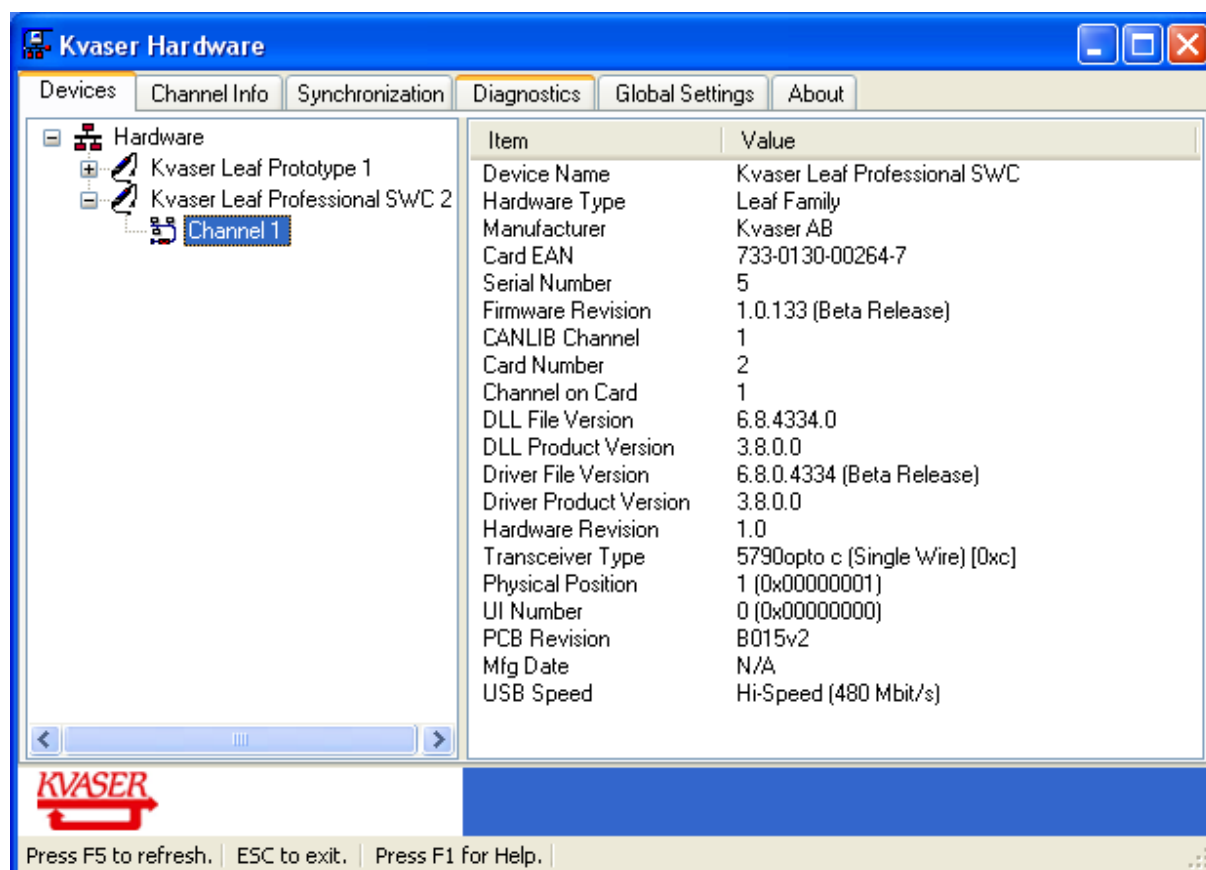 Kvaser Hardware
Devices Channel Info Synchronization Diagnostics Global Settings About
Hardware
Kvaser Leaf Prototype 1
Kvaser Leaf Professional SWC 2
Channel 1
Item Value
Device Name Kvaser Leaf Professional SWC
Hardware Type Leaf Family
Manufacturer Kvaser AB
Card EAN 733-0130-00264-7
Serial Number 5
Firmware Revision 1.0.133 (Beta Release)
CANLIB Channel 1
Card Number 2
Channel on Card 1
DLL File Version 6.8.4334.0
DLL Product Version 3.8.0.0
Driver File Version 6.8.0.4334 (Beta Release)
Driver Product Version 3.8.0.0
Hardware Revision 1.0
Transceiver Type 5790opto c (Single Wire) [0xc]
Physical Position 1 (0x00000001)
UI Number 0 (0x00000000)
PCB Revision B015v2
Mfg Date N/A
USB Speed Hi-Speed (480 Mbit/s)
KVASER
Press F5 to refresh. ESC to exit. Press F1 for Help.